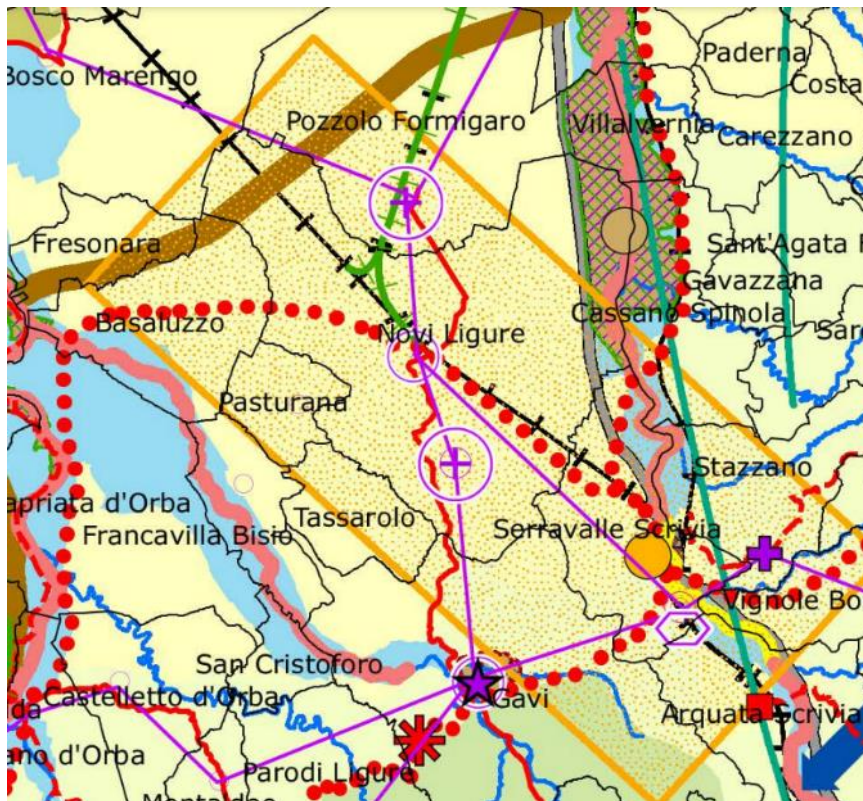 Paderna
Bosco Marengo
Costa
Pozzolo Formigaro
Villalvernia
Carezzano
Fresonara
Sant'Agata F
Gavazzana
Basaluzzo
Cassano Spinola
Novi Ligure
San
Pasturana
Stazzano
apriata d'Orba
Tassarolo
Francavilla Bisio
Serravalle Scrivia
Vignole Bo
San Cristoforo
Castelletto d'Orba
da
Gavi
Arquata Scrivia
ano d'Orba
Parodi Ligure